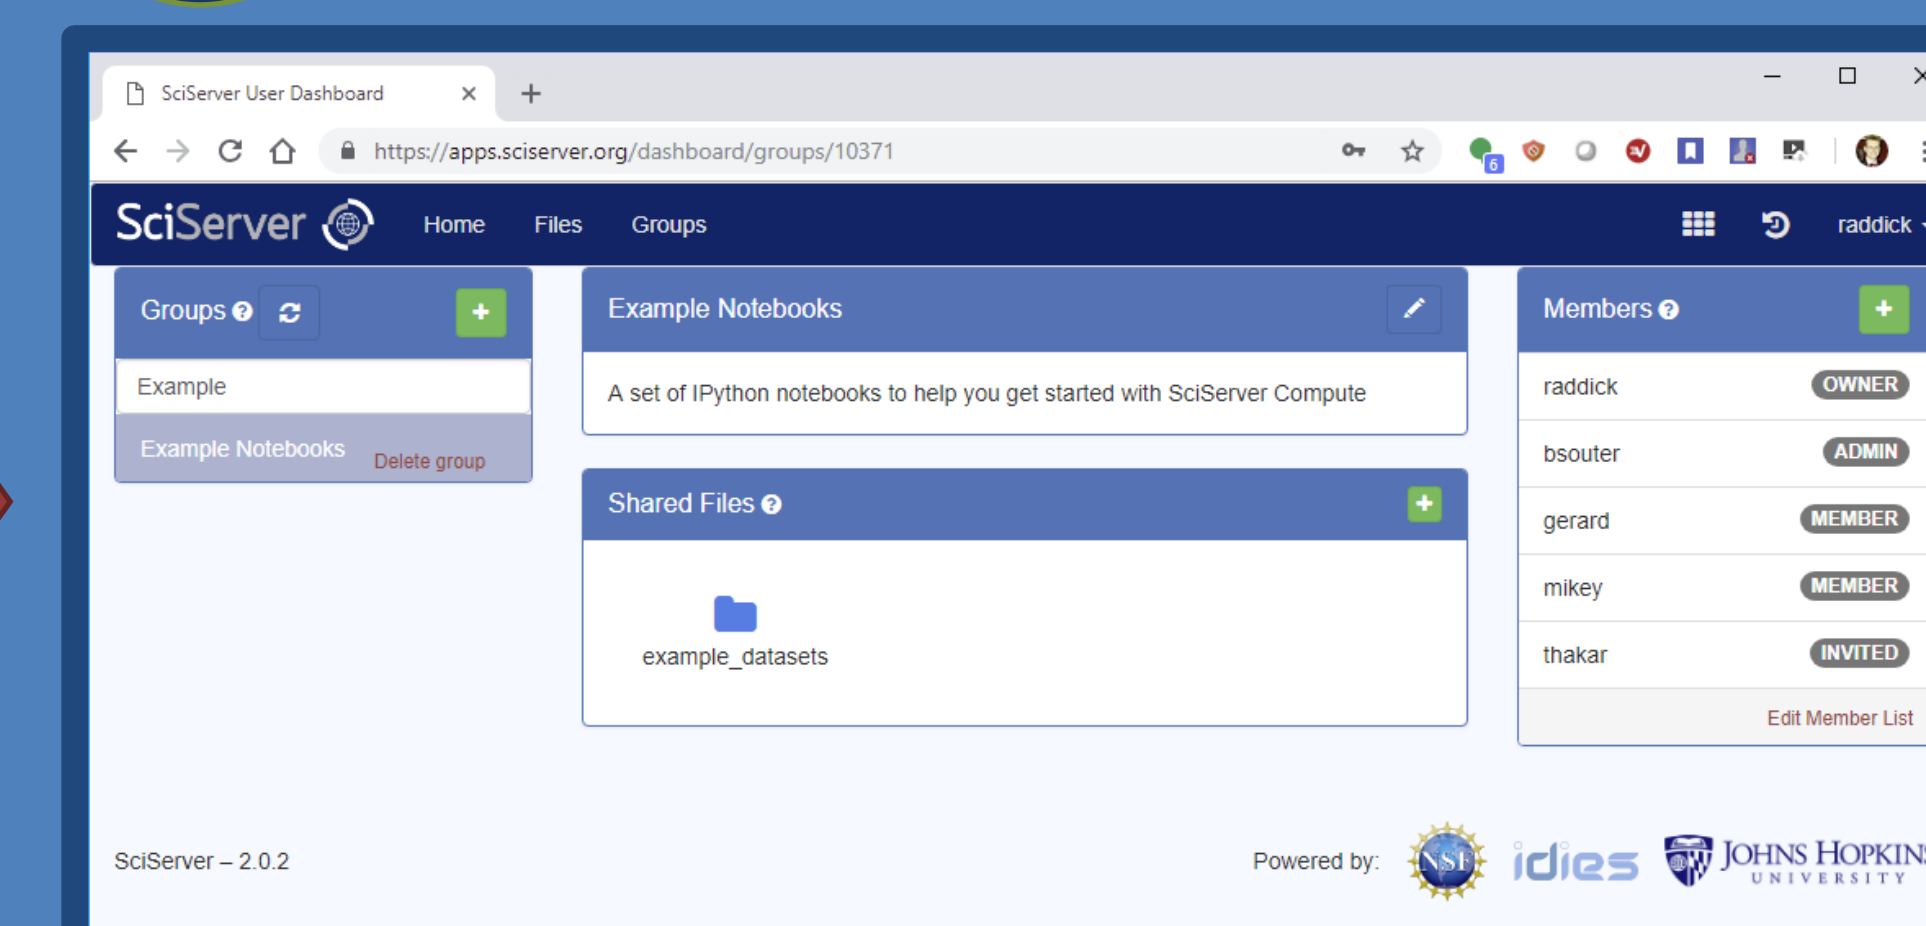 SciServer User Dashboard
https://apps.sciserver.org/dashboard/groups/10371
6
SciServer Home Files Groups raddick
Groups
Example
Example Notebooks Delete group
Example Notebooks
A set of IPython notebooks to help you get started with SciServer Compute
Shared Files
example_datasets
Members
raddick OWNER
bsouter ADMIN
gerard MEMBER
mikey MEMBER
thakar INVITED
Edit Member List
SciServer – 2.0.2
Powered by: NSF idies JOHNS HOPKINS
UNIVERSITY